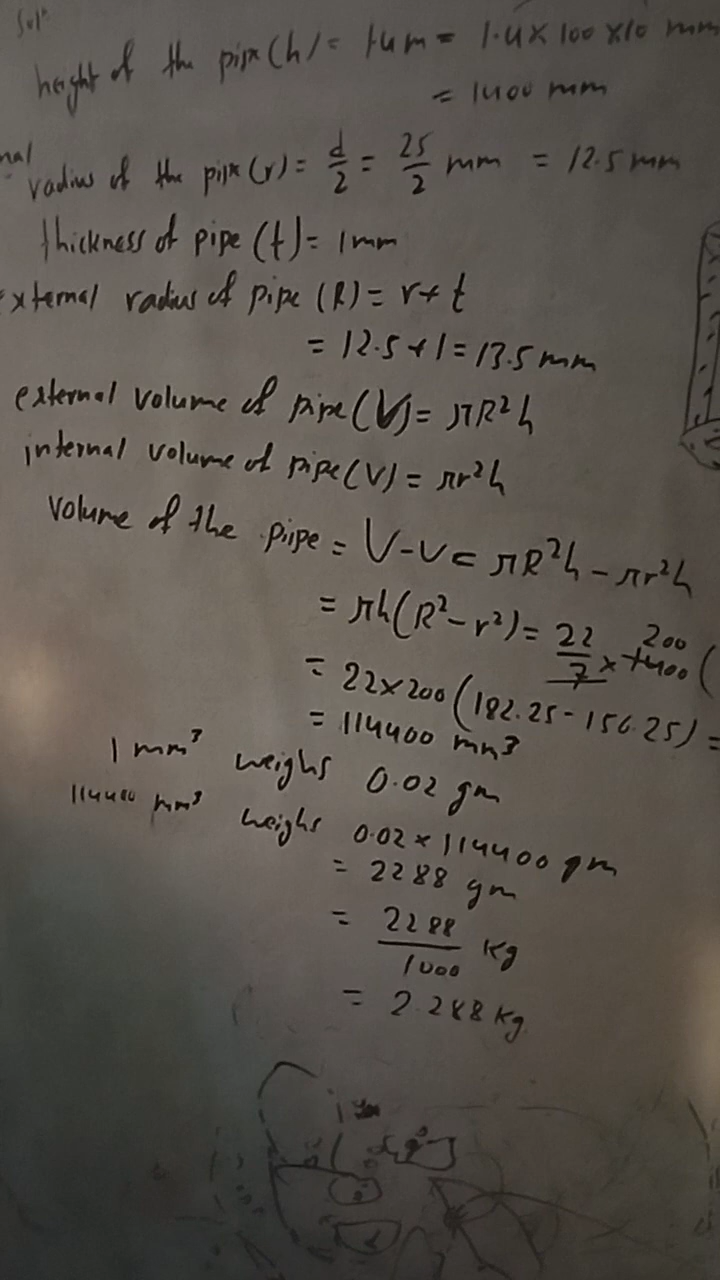 Solⁿ
height of the pipe (h) = 1.4m = 1.4 × 100 × 10 mm
= 1400 mm
nal radius of the pipe (r) = d/2 = 25/2 mm = 12.5 mm
thickness of pipe (t) = 1 mm
external radius of pipe (R) = r + t
= 12.5 + 1 = 13.5 mm
external volume of pipe (V) = πR²h
internal volume of pipe (v) = πr²h
Volume of the pipe = V - v = πR²h - πr²h
= πh(R² - r²) = 22/7 × 1400 200 (
= 22 × 200 (182.25 - 156.25) =
= 114400 mm³
1 mm³ weighs 0.02 gm
114400 mm³ weighs 0.02 × 114400 gm
= 2288 gm
= 2288/1000 kg
= 2.288 kg